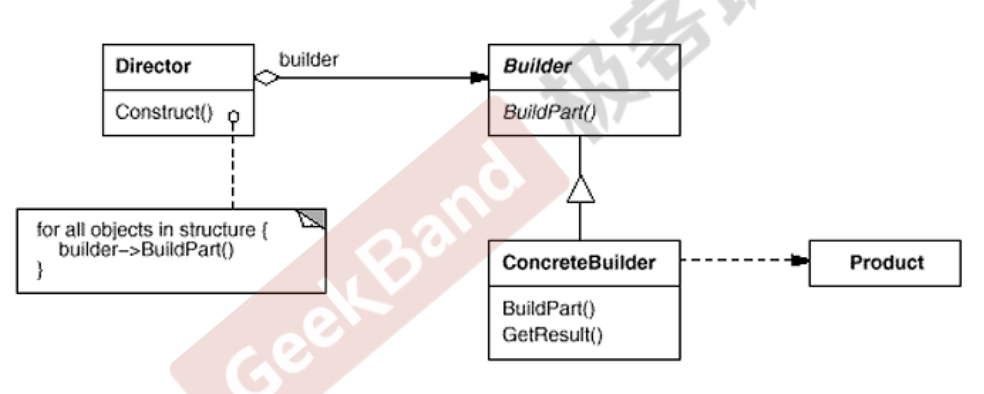 Director
Construct()
builder
Builder
BuildPart()
for all objects in structure {
builder->BuildPart()
}
ConcreteBuilder
BuildPart()
GetResult()
Product
GeekBand
极客